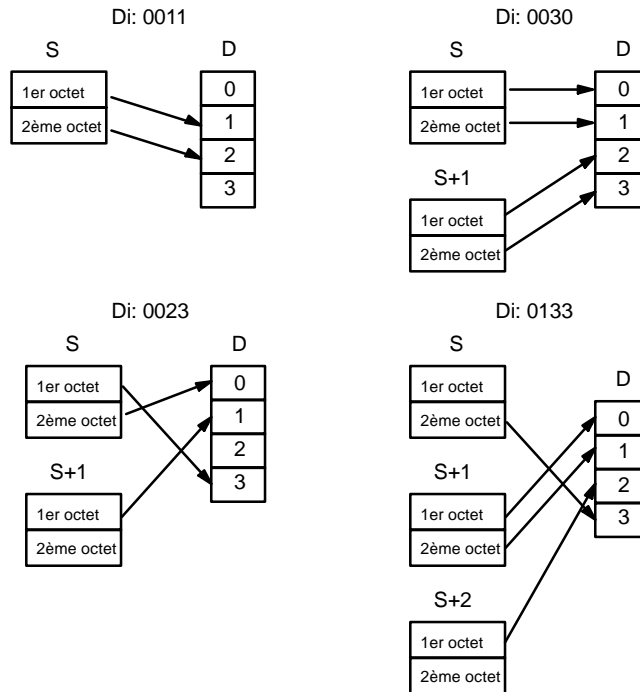 Di: 0011
S D
1er octet
2ème octet
0
1
2
3
Di: 0030
S D
1er octet
2ème octet
S+1
1er octet
2ème octet
0
1
2
3
Di: 0023
S D
1er octet
2ème octet
S+1
1er octet
2ème octet
0
1
2
3
Di: 0133
S D
1er octet
2ème octet
S+1
1er octet
2ème octet
S+2
1er octet
2ème octet
0
1
2
3